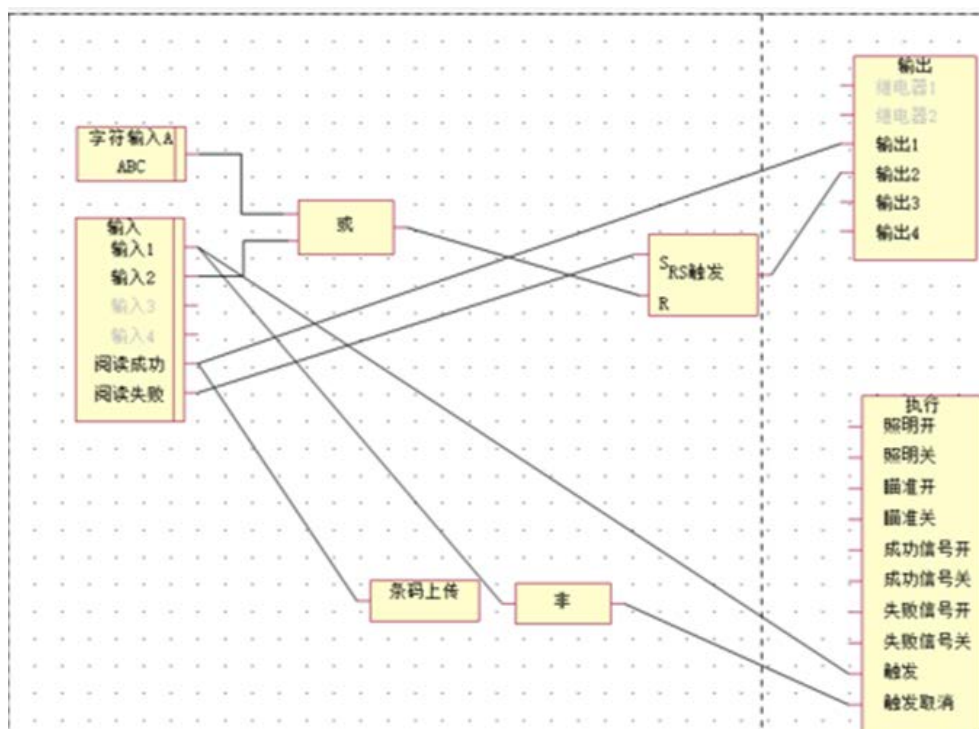 字符输入A
ABC
输入
输入1
输入2
输入3
输入4
阅读成功
阅读失败
或
S RS触发
R
条码上传
非
输出
继电器1
继电器2
输出1
输出2
输出3
输出4
执行
照明开
照明关
瞄准开
瞄准关
成功信号开
成功信号关
失败信号开
失败信号关
触发
触发取消